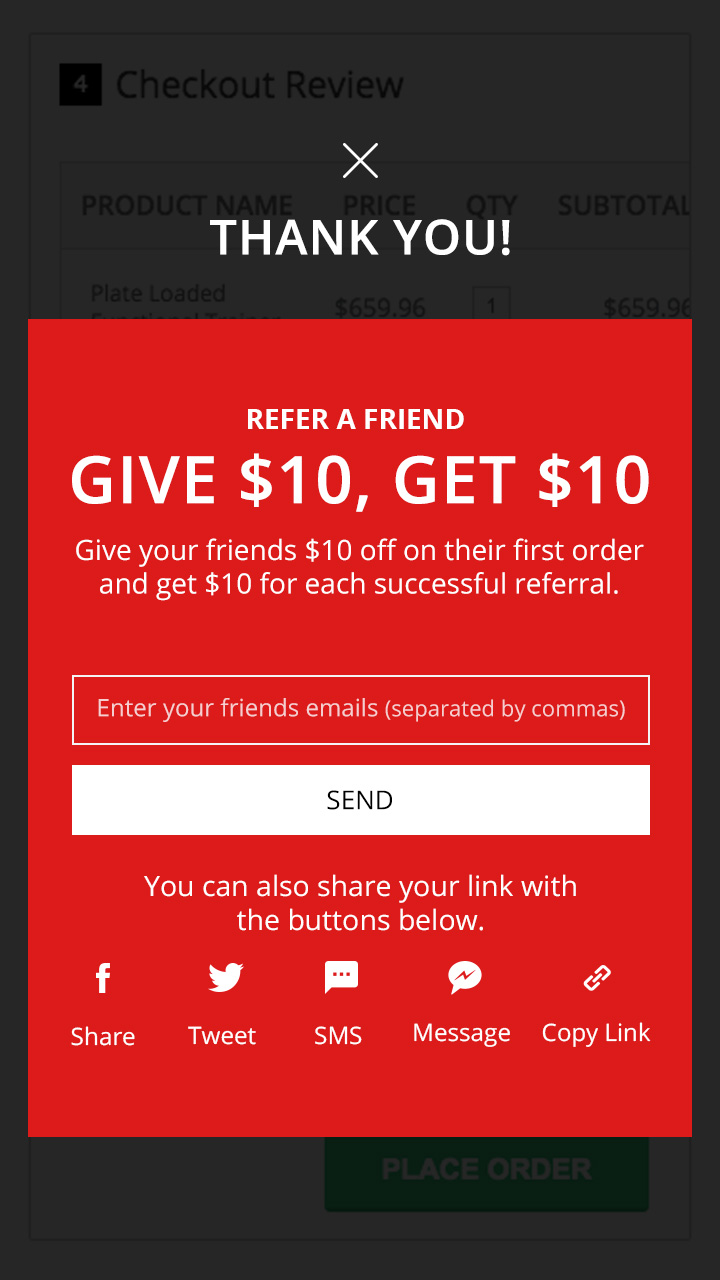 4 Checkout Review
PRODUCT NAME PRICE QTY SUBTOTAL
THANK YOU!
Plate Loaded $659.96 1 $659.96
Functional Trainer
REFER A FRIEND
GIVE $10, GET $10
Give your friends $10 off on their first order
and get $10 for each successful referral.
Enter your friends emails (separated by commas)
SEND
You can also share your link with
the buttons below.
Share Tweet SMS Message Copy Link
PLACE ORDER